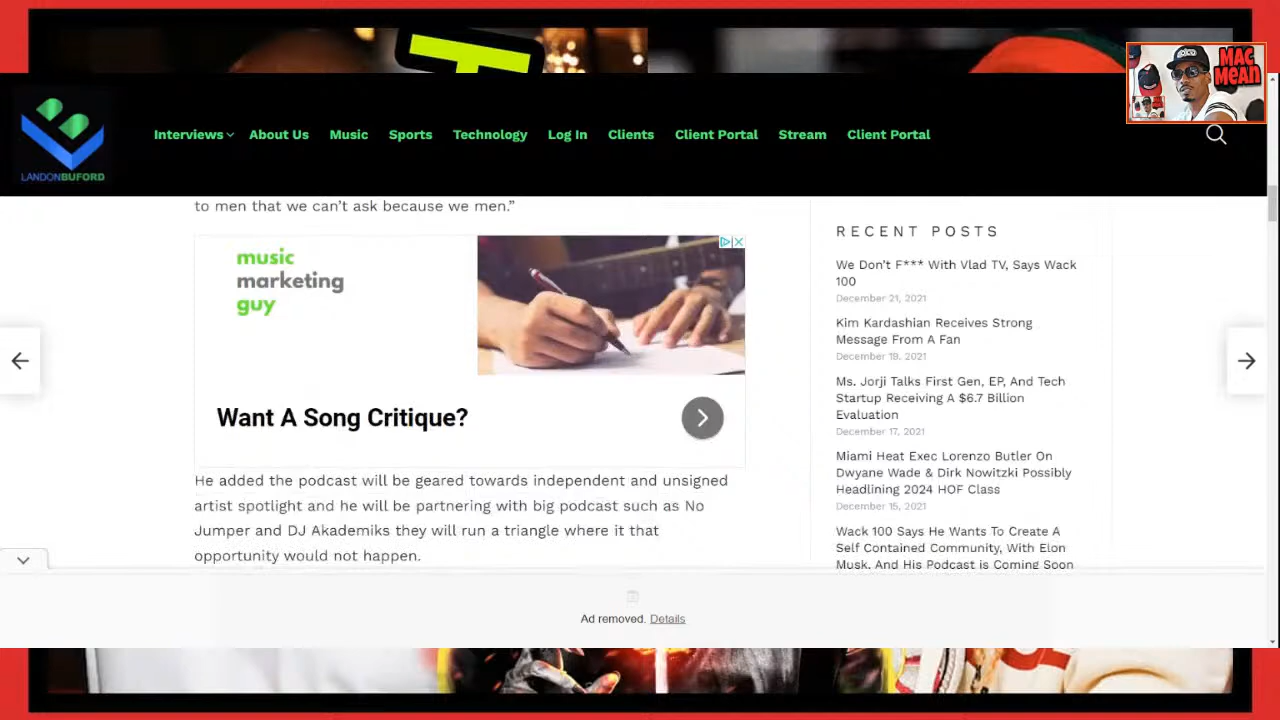 MAC
MEAN
LANDONBUFORD
Interviews About Us Music Sports Technology Log In Clients Client Portal Stream Client Portal
to men that we can't ask because we men.”
music
marketing
guy
Want A Song Critique?
He added the podcast will be geared towards independent and unsigned
artist spotlight and he will be partnering with big podcast such as No
Jumper and DJ Akademiks they will run a triangle where it that
opportunity would not happen.
RECENT POSTS
We Don't F*** With Vlad TV, Says Wack
100
December 21, 2021
Kim Kardashian Receives Strong
Message From A Fan
December 19, 2021
Ms. Jorji Talks First Gen, EP, And Tech
Startup Receiving A $6.7 Billion
Evaluation
December 17, 2021
Miami Heat Exec Lorenzo Butler On
Dwyane Wade & Dirk Nowitzki Possibly
Headlining 2024 HOF Class
December 15, 2021
Wack 100 Says He Wants To Create A
Self Contained Community, With Elon
Musk, And His Podcast is Coming Soon
Ad removed. Details